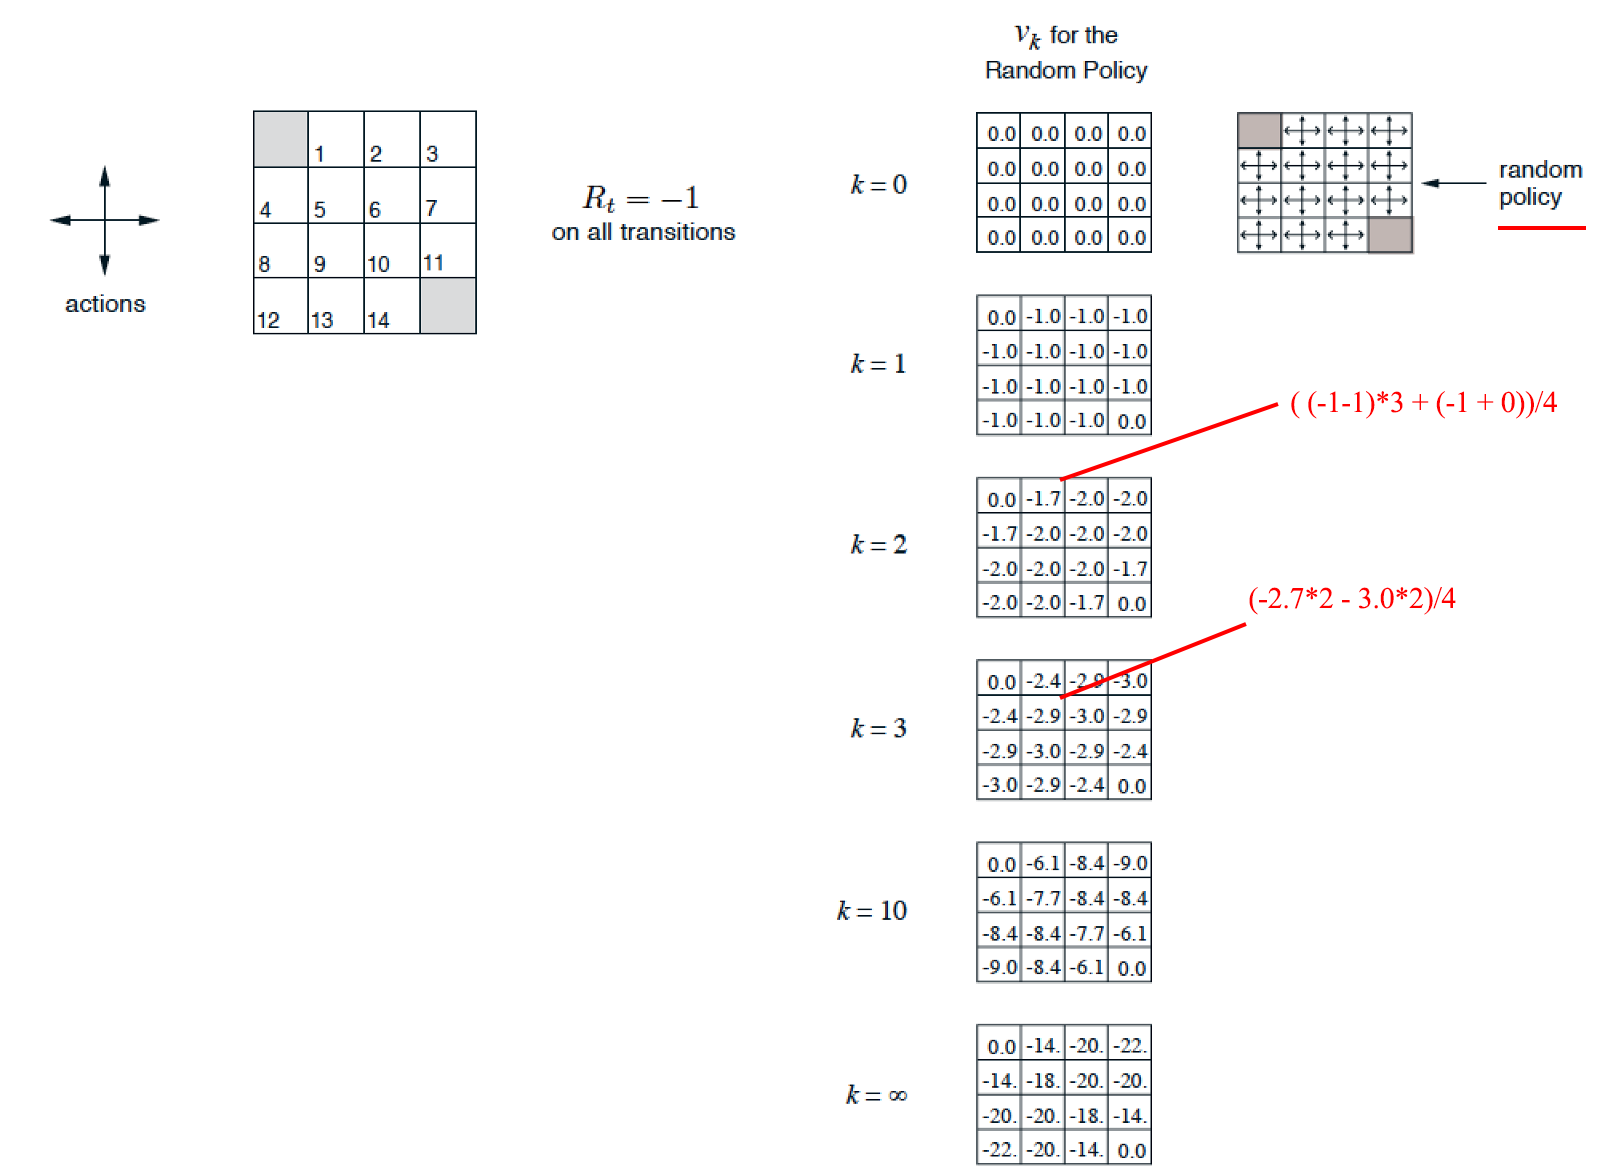 v_k for the
Random Policy
actions
1 2 3
4 5 6 7
8 9 10 11
12 13 14
R_t = −1
on all transitions
k = 0
0.0 0.0 0.0 0.0
0.0 0.0 0.0 0.0
0.0 0.0 0.0 0.0
0.0 0.0 0.0 0.0
random
policy
k = 1
0.0 -1.0 -1.0 -1.0
-1.0 -1.0 -1.0 -1.0
-1.0 -1.0 -1.0 -1.0
-1.0 -1.0 -1.0 0.0
( (-1-1)*3 + (-1 + 0))/4
k = 2
0.0 -1.7 -2.0 -2.0
-1.7 -2.0 -2.0 -2.0
-2.0 -2.0 -2.0 -1.7
-2.0 -2.0 -1.7 0.0
(-2.7*2 - 3.0*2)/4
k = 3
0.0 -2.4 -2.9 -3.0
-2.4 -2.9 -3.0 -2.9
-2.9 -3.0 -2.9 -2.4
-3.0 -2.9 -2.4 0.0
k = 10
0.0 -6.1 -8.4 -9.0
-6.1 -7.7 -8.4 -8.4
-8.4 -8.4 -7.7 -6.1
-9.0 -8.4 -6.1 0.0
k = ∞
0.0 -14. -20. -22.
-14. -18. -20. -20.
-20. -20. -18. -14.
-22. -20. -14. 0.0